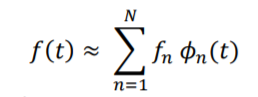 f(t) ≈ ∑_{n=1}^{N} f_n ϕ_n(t)